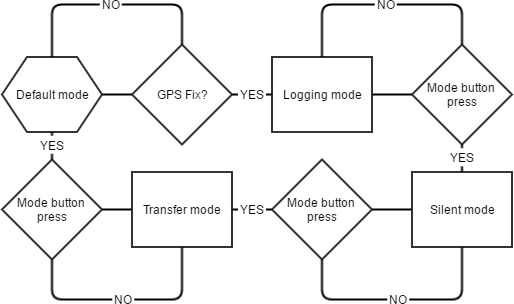 NO
NO
Default mode
GPS Fix?
YES
Logging mode
Mode button
press
YES
YES
Mode button
press
Transfer mode
YES
Mode button
press
Silent mode
NO
NO